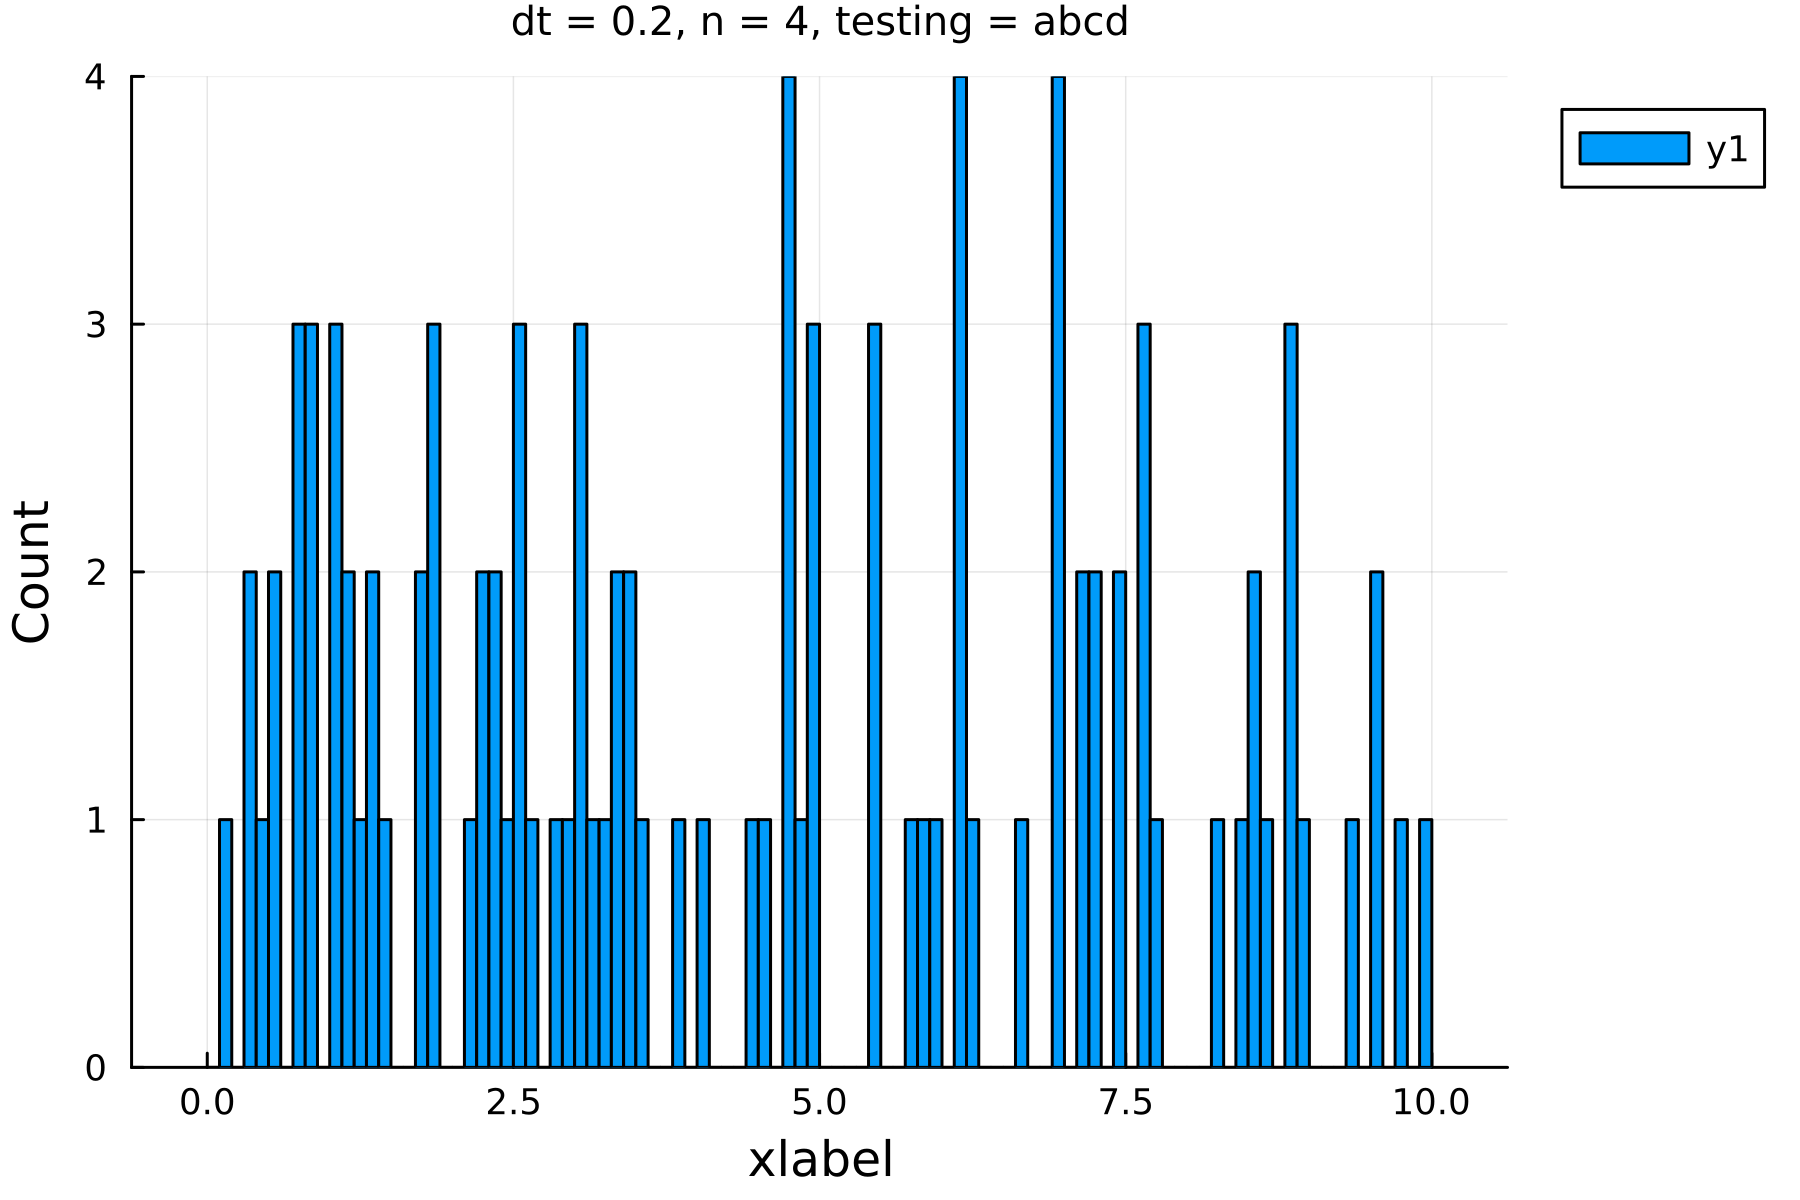 dt = 0.2, n = 4, testing = abcd
4
3
2
1
0
Count
0.0 2.5 5.0 7.5 10.0
xlabel
y1